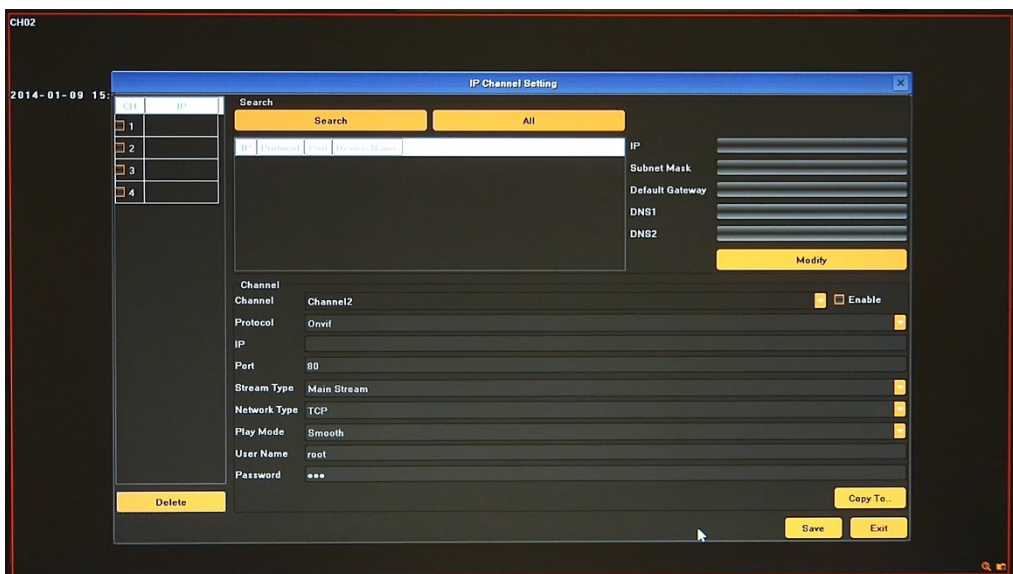 CH02
IP Channel Setting
2014-01-09 15:
CH IP
Search
Search All
1
2
3
4
IP Protocol Port Device Name
IP
Subnet Mask
Default Gateway
DNS1
DNS2
Modify
Channel
Channel Channel2 Enable
Protocol Onvif
IP
Port 80
Stream Type Main Stream
Network Type TCP
Play Mode Smooth
User Name root
Password •••
Delete
Copy To..
Save Exit